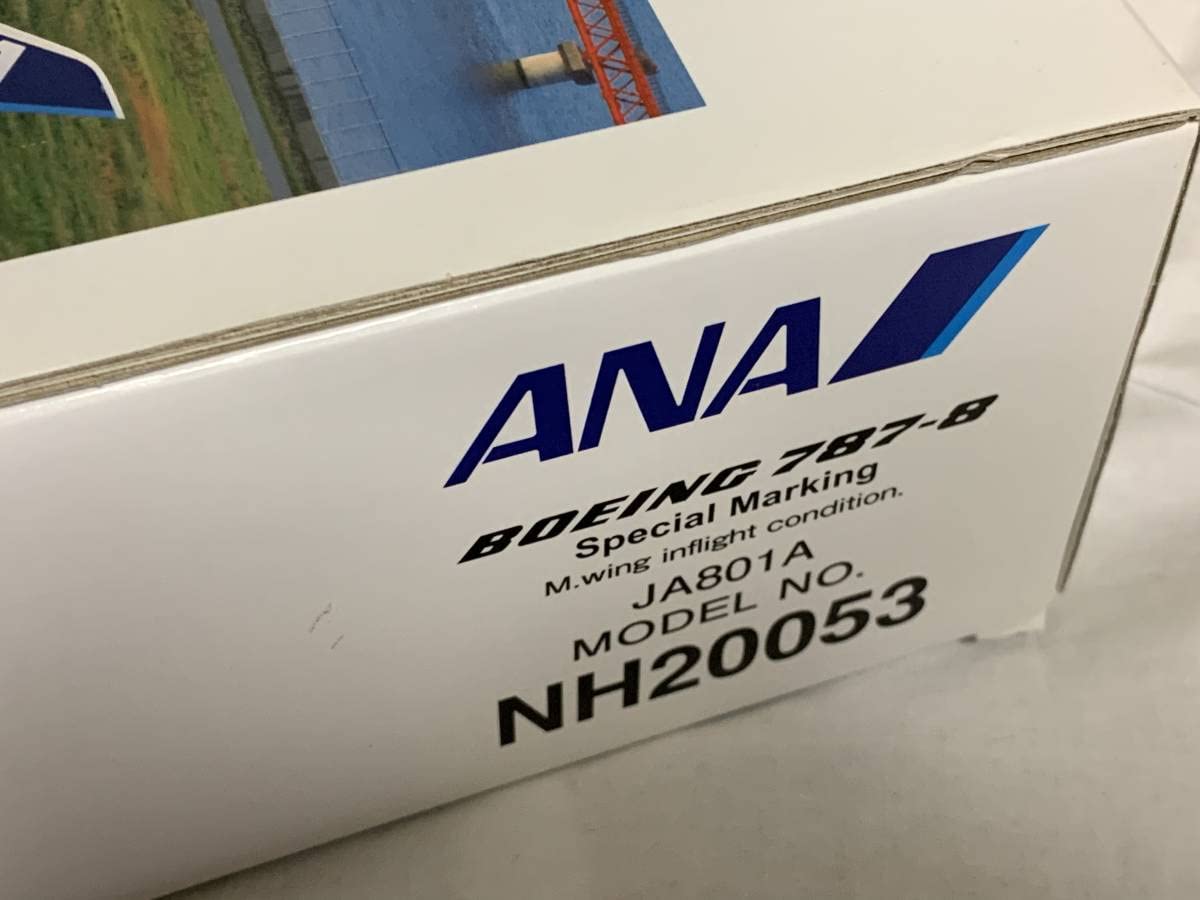 ANA
BOEING 787-8
Special Marking
M.wing inflight condition.
JA801A
MODEL NO.
NH20053